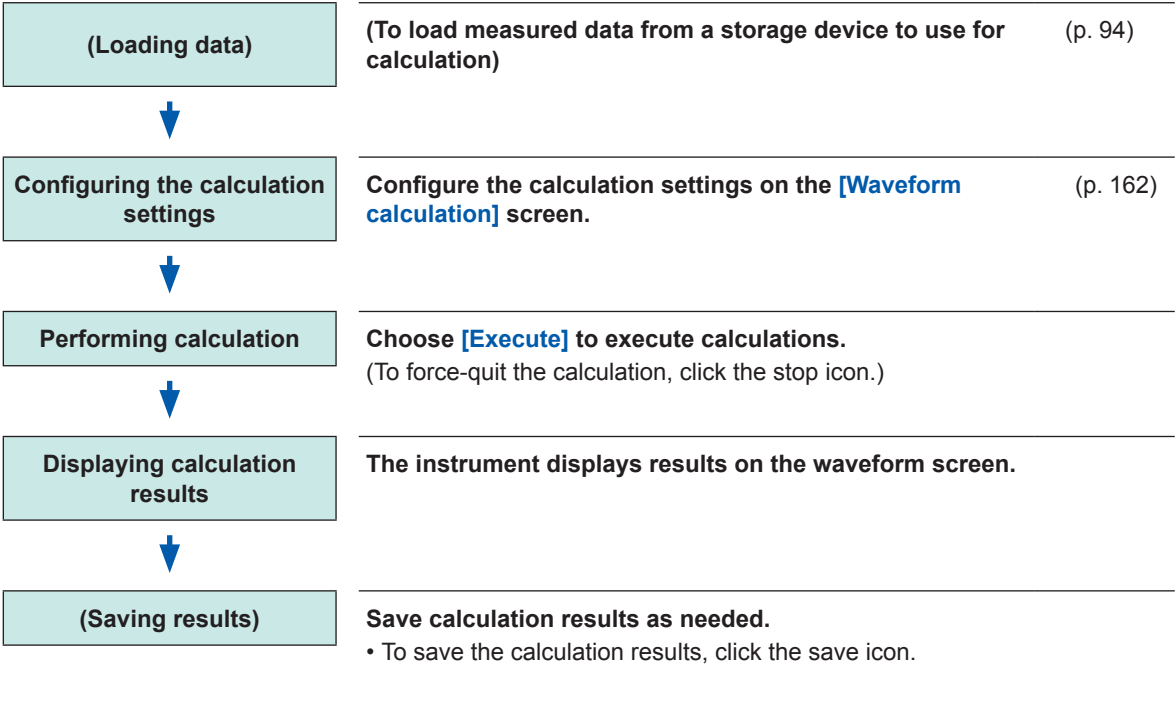 (Loading data)
(To load measured data from a storage device to use for
calculation)
(p. 94)
Configuring the calculation
settings
Configure the calculation settings on the [Waveform
calculation] screen.
(p. 162)
Performing calculation
Choose [Execute] to execute calculations.
(To force-quit the calculation, click the stop icon.)
Displaying calculation
results
The instrument displays results on the waveform screen.
(Saving results)
Save calculation results as needed.
• To save the calculation results, click the save icon.